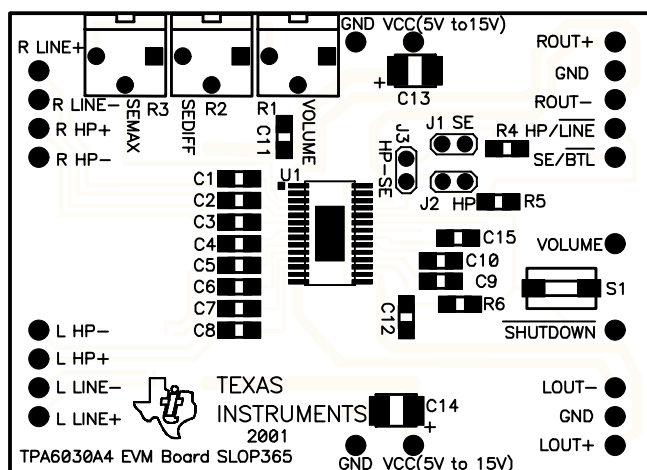 GND VCC(5V to15V)
R LINE+
ROUT+
GND
R LINE-
ROUT-
R HP+
HP/LINE
R HP-
SE/BTL
R3
R2
R1
SEMAX
SEDIFF
VOLUME
C11
C13
+
J3
HP-SE
J1 SE
R4
J2 HP
R5
U1
C1
C2
C3
C4
C5
C6
C7
C8
C15
C10
C9
R6
C12
VOLUME
S1
SHUTDOWN
L HP-
L HP+
L LINE-
L LINE+
LOUT-
GND
LOUT+
TEXAS
INSTRUMENTS
2001
C14
+
TPA6030A4 EVM Board SLOP365
GND VCC(5V to 15V)